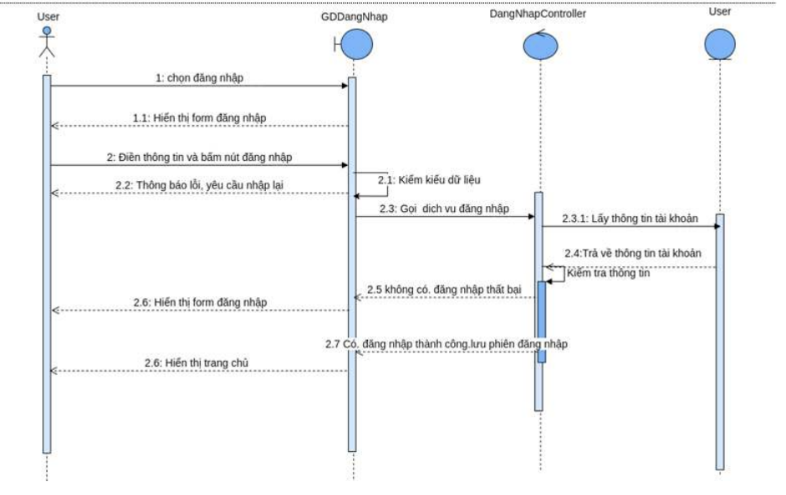 User
GDDangNhap
DangNhapController
User
1: chọn đăng nhập
1.1: Hiển thị form đăng nhập
2: Điền thông tin và bấm nút đăng nhập
2.1: Kiểm kiểu dữ liệu
2.2: Thông báo lỗi, yêu cầu nhập lại
2.3: Gọi dich vu đăng nhập
2.3.1: Lấy thông tin tài khoản
2.4:Trả về thông tin tài khoản
Kiểm tra thông tin
2.5 không có. đăng nhập thất bại
2.6: Hiển thị form đăng nhập
2.7 Có. đăng nhập thành công.lưu phiên đăng nhập
2.6: Hiển thị trang chủ